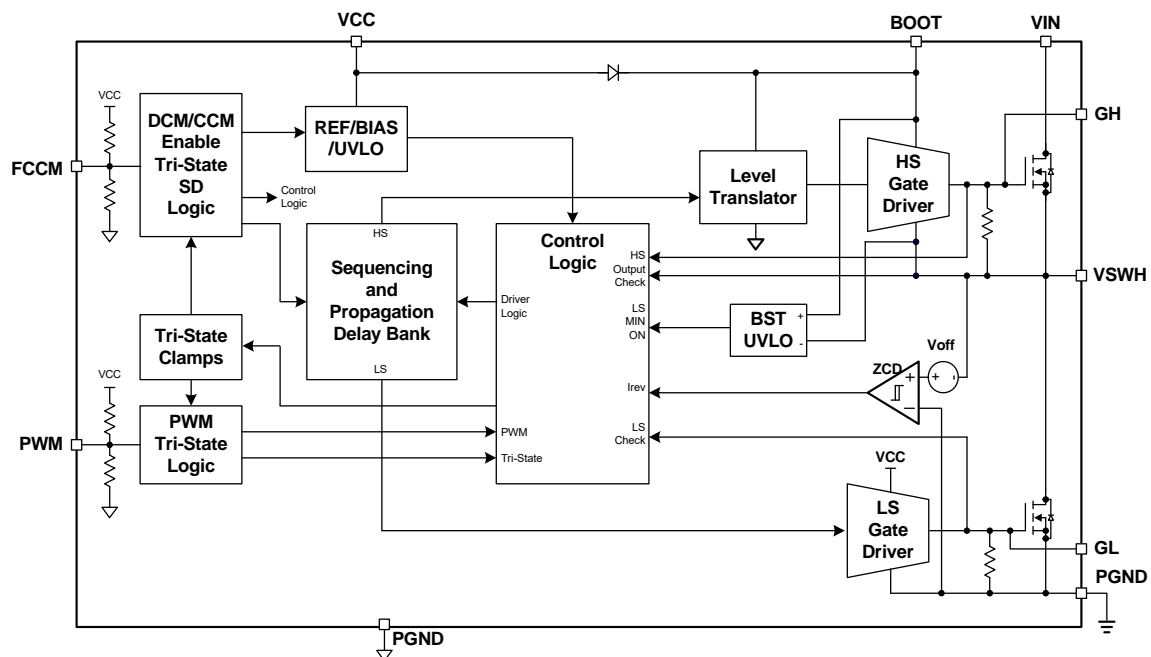 VCC
BOOT
VIN
VCC
DCM/CCM
Enable
Tri-State
SD
Logic
REF/BIAS
/UVLO
GH
FCCM
Control
Logic
Level
Translator
HS
Gate
Driver
HS
Sequencing
and
Propagation
Delay Bank
LS
Control
Logic
HS
Output
Check
Driver
Logic
LS
MIN
ON
Irev
LS
Check
PWM
Tri-State
VSWH
BST
UVLO
+
-
Voff
ZCD
+
-
+
–
Tri-State
Clamps
VCC
PWM
PWM
Tri-State
Logic
VCC
LS
Gate
Driver
GL
PGND
PGND